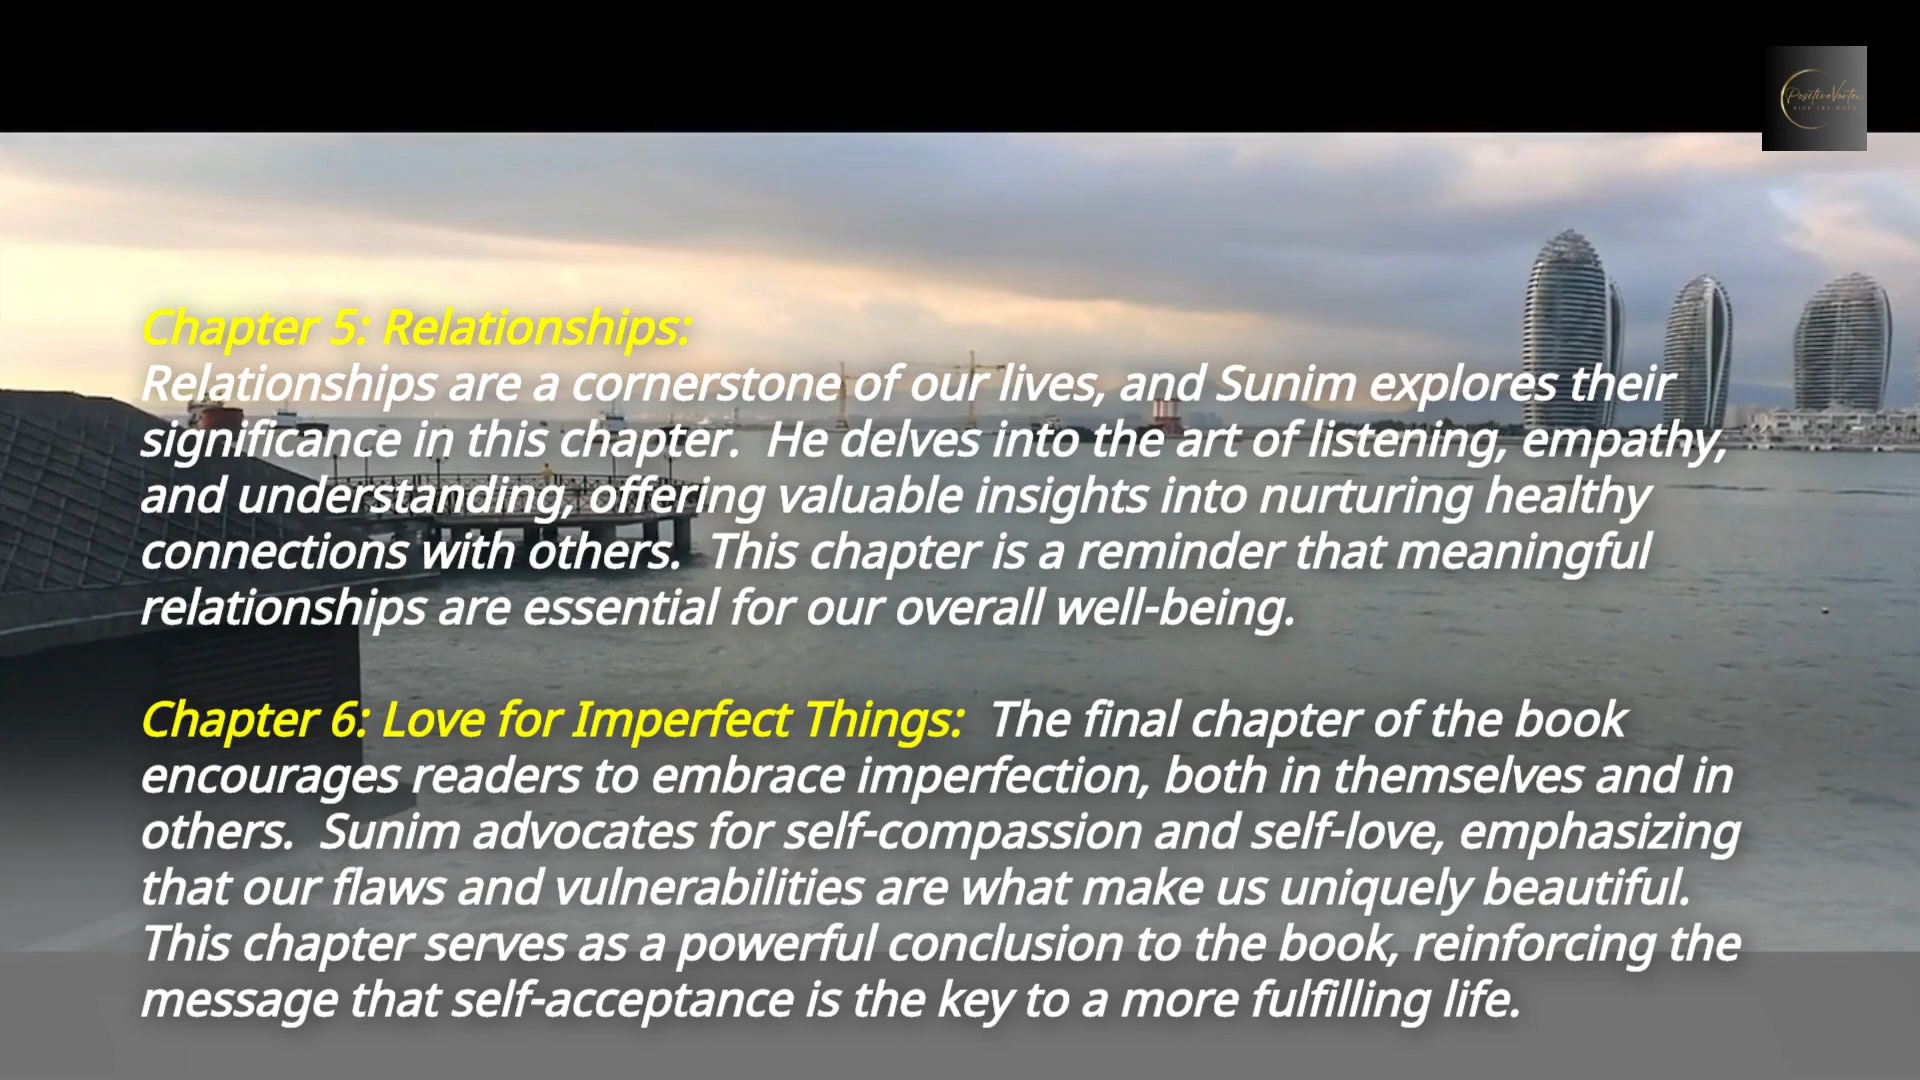 PositiveVortex
Chapter 5: Relationships:
Relationships are a cornerstone of our lives, and Sunim explores their
significance in this chapter.  He delves into the art of listening, empathy,
and understanding, offering valuable insights into nurturing healthy
connections with others.  This chapter is a reminder that meaningful
relationships are essential for our overall well-being.
Chapter 6: Love for Imperfect Things:  The final chapter of the book
encourages readers to embrace imperfection, both in themselves and in
others.  Sunim advocates for self-compassion and self-love, emphasizing
that our flaws and vulnerabilities are what make us uniquely beautiful.
This chapter serves as a powerful conclusion to the book, reinforcing the
message that self-acceptance is the key to a more fulfilling life.